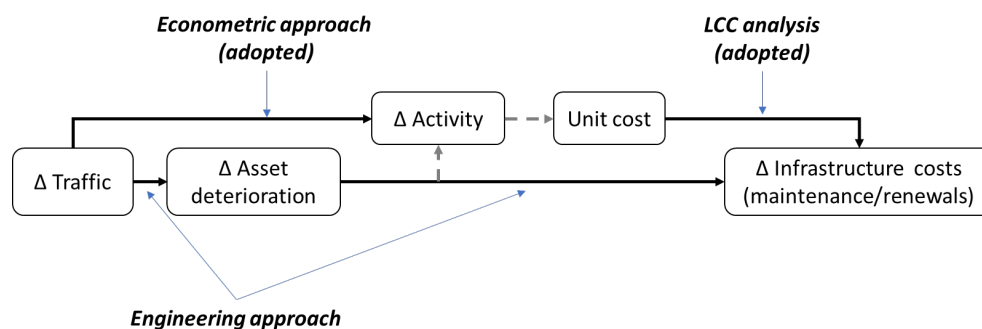 Econometric approach
(adopted)
LCC analysis
(adopted)
Δ Activity
Unit cost
Δ Traffic
Δ Asset
deterioration
Δ Infrastructure costs
(maintenance/renewals)
Engineering approach